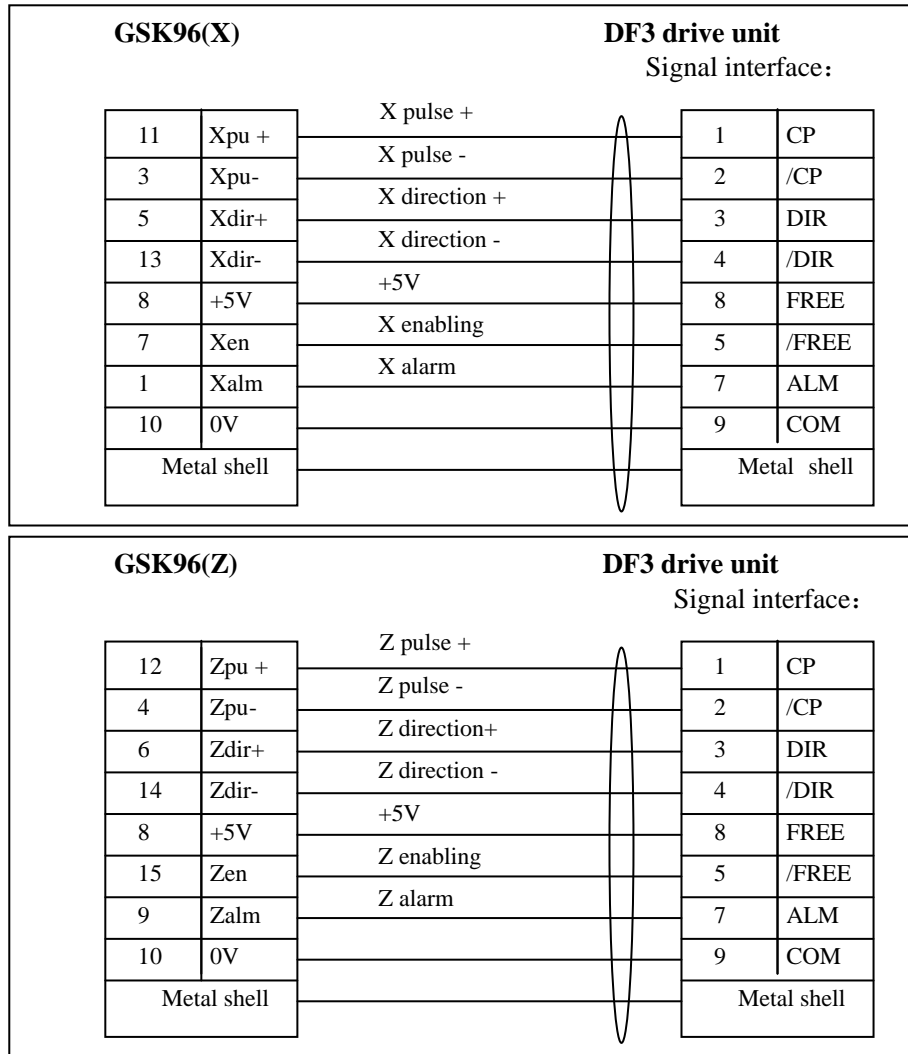 GSK96(X) DF3 drive unit
Signal interface：
X pulse +
11 Xpu + 1 CP
X pulse -
3 Xpu- 2 /CP
X direction +
5 Xdir+ 3 DIR
X direction -
13 Xdir- 4 /DIR
+5V
8 +5V 8 FREE
X enabling
7 Xen 5 /FREE
X alarm
1 Xalm 7 ALM
10 0V 9 COM
Metal shell Metal shell
GSK96(Z) DF3 drive unit
Signal interface：
Z pulse +
12 Zpu + 1 CP
Z pulse -
4 Zpu- 2 /CP
Z direction+
6 Zdir+ 3 DIR
Z direction -
14 Zdir- 4 /DIR
+5V
8 +5V 8 FREE
Z enabling
15 Zen 5 /FREE
Z alarm
9 Zalm 7 ALM
10 0V 9 COM
Metal shell Metal shell